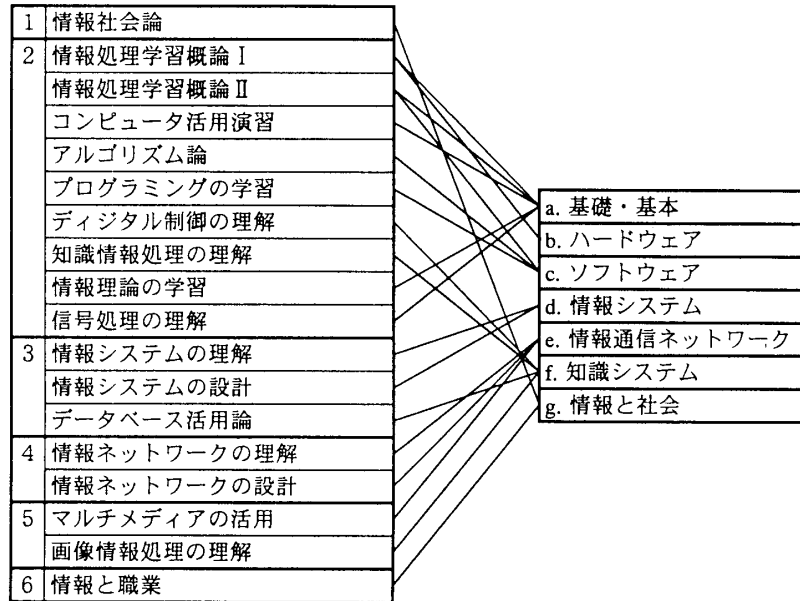 1 情報社会論
2 情報処理学習概論Ⅰ
情報処理学習概論Ⅱ
コンピュータ活用演習
アルゴリズム論
プログラミングの学習
ディジタル制御の理解
知識情報処理の理解
情報理論の学習
信号処理の理解
3 情報システムの理解
情報システムの設計
データベース活用論
4 情報ネットワークの理解
情報ネットワークの設計
5 マルチメディアの活用
画像情報処理の理解
6 情報と職業
a. 基礎・基本
b. ハードウェア
c. ソフトウェア
d. 情報システム
e. 情報通信ネットワーク
f. 知識システム
g. 情報と社会